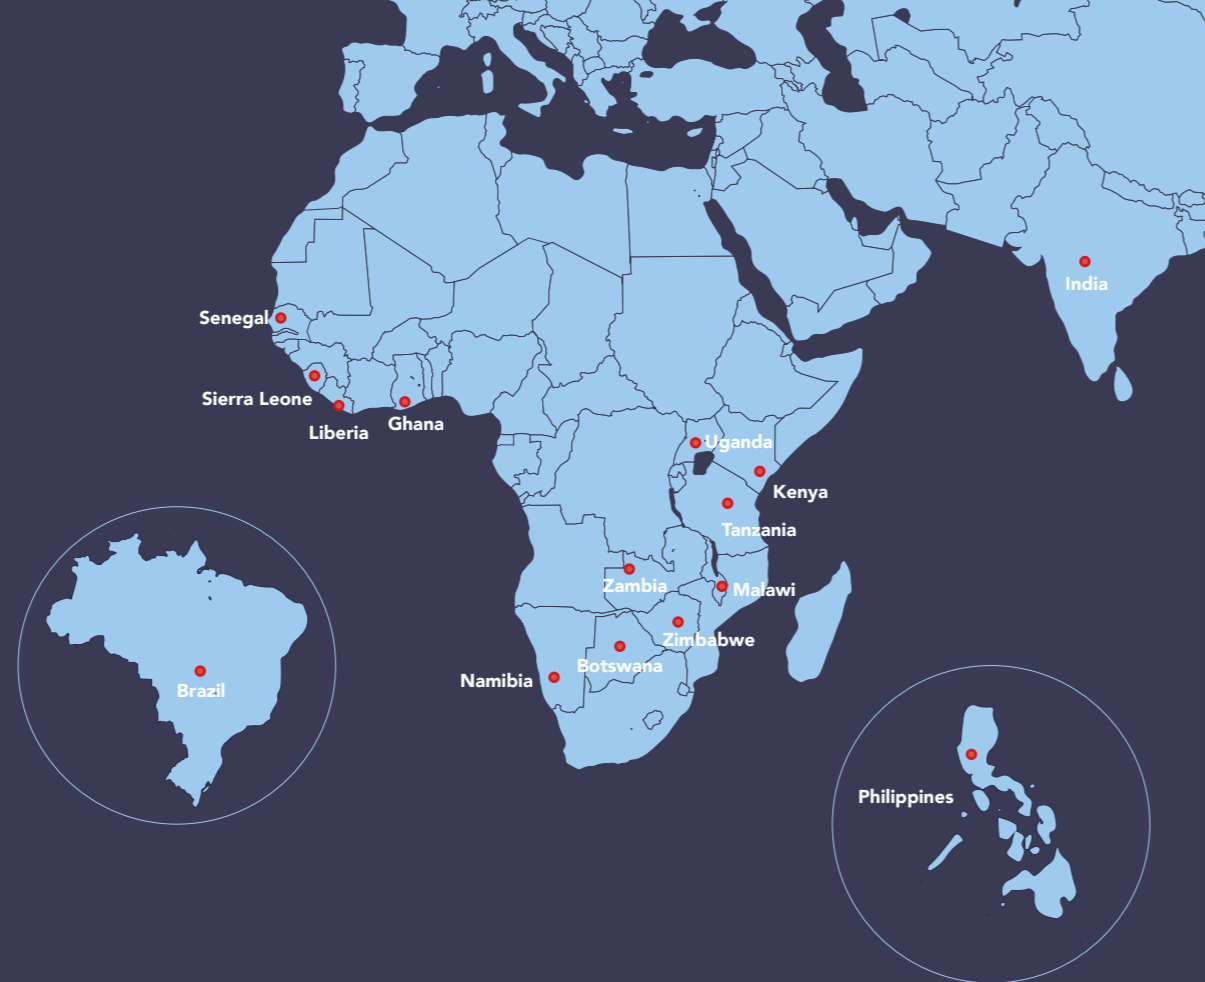 India
Senegal
Sierra Leone
Liberia
Ghana
Uganda
Kenya
Tanzania
Zambia
Malawi
Zimbabwe
Botswana
Namibia
Brazil
Philippines